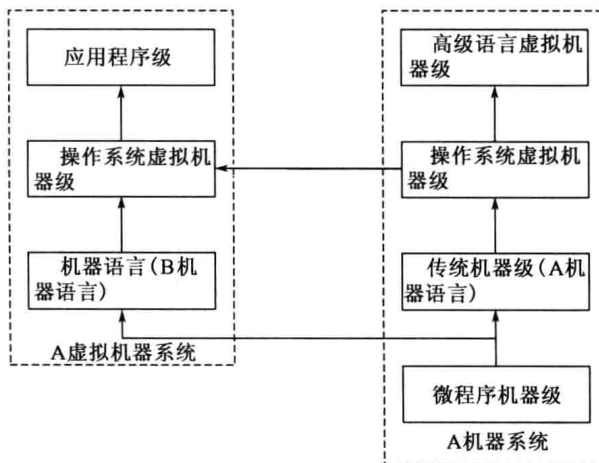 应用程序级
操作系统虚拟机
器级
机器语言(B机
器语言)
A虚拟机器系统
高级语言虚拟机
器级
操作系统虚拟机
器级
传统机器级(A机
器语言)
微程序机器级
A机器系统